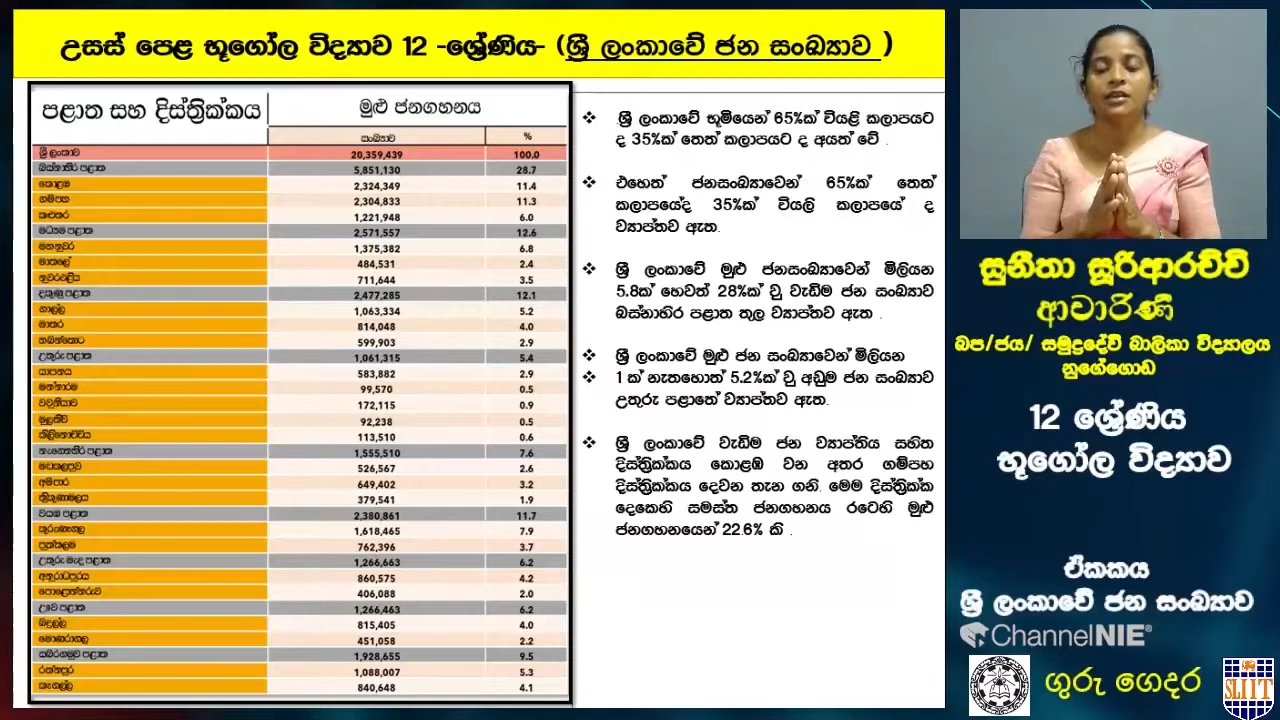 උසස් පෙළ භූගෝල විද්‍යාව 12 -ශ්‍රේණිය- (ශ්‍රී ලංකාවේ ජන සංඛ්‍යාව )
පළාත සහ දිස්ත්‍රික්කය මුළු ජනගහනය
සංඛ්‍යාව %
ශ්‍රී ලංකාව 20,359,439 100.0
බස්නාහිර පළාත 5,851,130 28.7
කොළඹ 2,324,349 11.4
ගම්පහ 2,304,833 11.3
කළුතර 1,221,948 6.0
මධ්‍යම පළාත 2,571,557 12.6
මහනුවර 1,375,382 6.8
මාතලේ 484,531 2.4
නුවරඑළිය 711,644 3.5
දකුණු පළාත 2,477,285 12.1
ගාල්ල 1,063,334 5.2
මාතර 814,048 4.0
හම්බන්තොට 599,903 2.9
උතුරු පළාත 1,061,315 5.4
යාපනය 583,882 2.9
මන්නාරම 99,570 0.5
වවුනියාව 172,115 0.9
මුලතිව් 92,238 0.5
කිලිනොච්චිය 113,510 0.6
නැගෙනහිර පළාත 1,555,510 7.6
මඩකලපුව 526,567 2.6
අම්පාර 649,402 3.2
ත්‍රිකුණාමලය 379,541 1.9
වයඹ පළාත 2,380,861 11.7
කුරුණෑගල 1,618,465 7.9
පුත්තලම 762,396 3.7
උතුරු මැද පළාත 1,266,663 6.2
අනුරාධපුරය 860,575 4.2
පොළොන්නරුව 406,088 2.0
ඌව පළාත 1,266,463 6.2
බදුල්ල 815,405 4.0
මොණරාගල 451,058 2.2
සබරගමුව පළාත 1,928,655 9.5
රත්නපුර 1,088,007 5.3
කෑගල්ල 840,648 4.1
❖ ශ්‍රී ලංකාවේ භූමියෙන් 65%ක් වියළි කලාපයට
ද 35%ක් තෙත් කලාපයට ද අයත් වේ .
❖ එහෙත් ජනසංඛ්‍යාවෙන් 65%ක් තෙත්
කලාපයේද 35%ක් වියලි කලාපයේ ද
ව්‍යාප්තව ඇත.
❖ ශ්‍රී ලංකාවේ මුළු ජනසංඛ්‍යාවෙන් මිලියන
5.8ක් හෙවත් 28%ක් වු වැඩිම ජන සංඛ්‍යාව
බස්නාහිර පළාත තුල ව්‍යාප්තව ඇත .
❖ ශ්‍රී ලංකාවේ මුළු ජන සංඛ්‍යාවෙන් මිලියන
❖ 1ක් නැතහොත් 5.2%ක් වු අඩුම ජන සංඛ්‍යාව
උතුරු පළාතේ ව්‍යාප්තව ඇත.
❖ ශ්‍රී ලංකාවේ වැඩිම ජන ව්‍යාප්තිය සහිත
දිස්ත්‍රික්කය කොළඹ වන අතර ගම්පහ
දිස්ත්‍රික්කය දෙවන තැන ගනි. මෙම දිස්ත්‍රික්ක
දෙකෙහි සමස්ත ජනගහනය රටෙහි මුළු
ජනගහනයෙන් 22.6% කි .
සුනීතා සූරිආරච්චි
ආචාරිණි
බප/ජය/ සමුද්‍රදේවී බාලිකා විද්‍යාලය
නුගේගොඩ
12 ශ්‍රේණිය
භූගෝල විද්‍යාව
ඒකකය
ශ්‍රී ලංකාවේ ජන සංඛ්‍යාව
ChannelNIE®
ගුරු ගෙදර
SLIIT